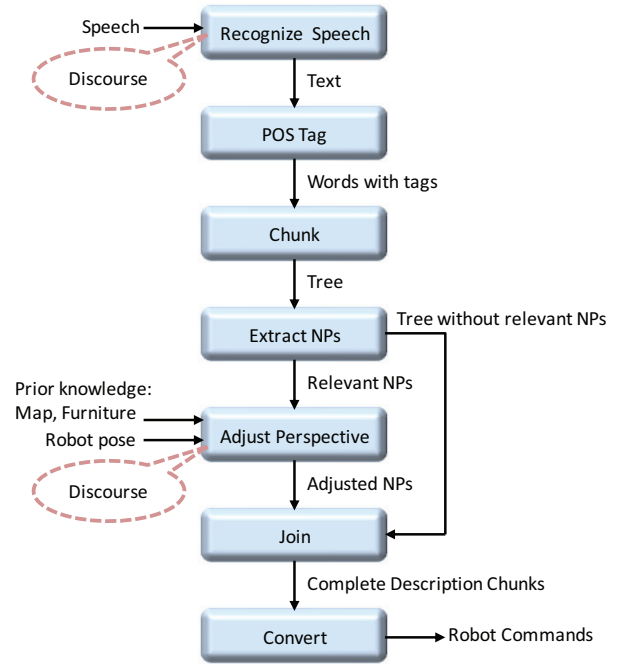 Speech
Recognize Speech
Discourse
Text
POS Tag
Words with tags
Chunk
Tree
Extract NPs
Tree without relevant NPs
Relevant NPs
Prior knowledge:
Map, Furniture
Robot pose
Adjust Perspective
Discourse
Adjusted NPs
Join
Complete Description Chunks
Convert
Robot Commands